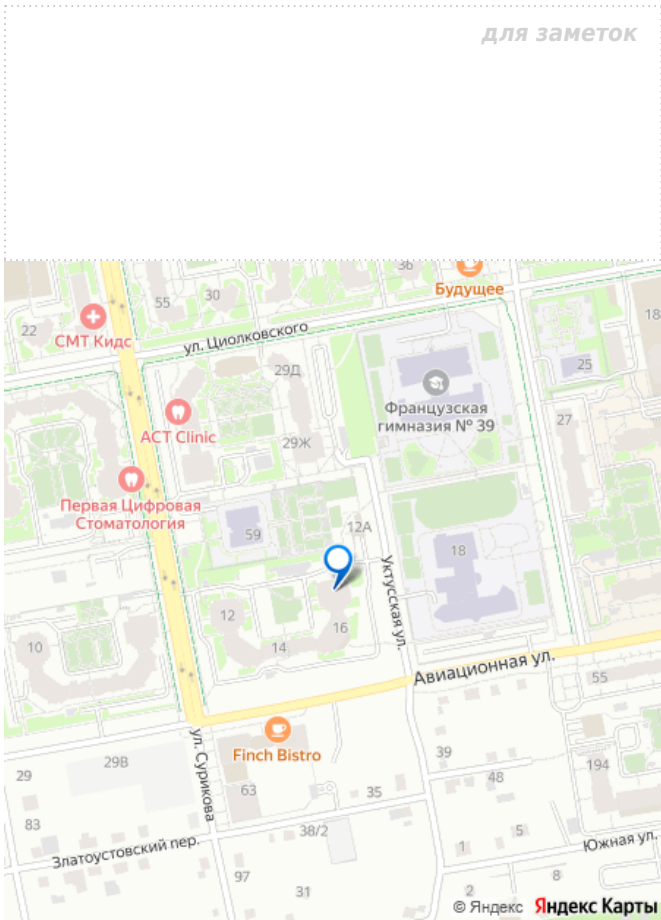 для заметок
36
Будущее
30
55
22
18
СМТ Кидс
ул. Циолковского
25
29Д
Французская
гимназия № 39
27
АСТ Clinic
29Ж
Первая Цифровая
Стоматология
12А
59
18
Уктусская ул.
12
16
10
14
Авиационная ул.
55
ул. Сурикова
Finch Bistro
29В
39
194
29
48
63
35
83
38/2
5
Златоустовский пер.
1
Южная ул.
97
8
31
2
© Яндекс Яндекс Карты